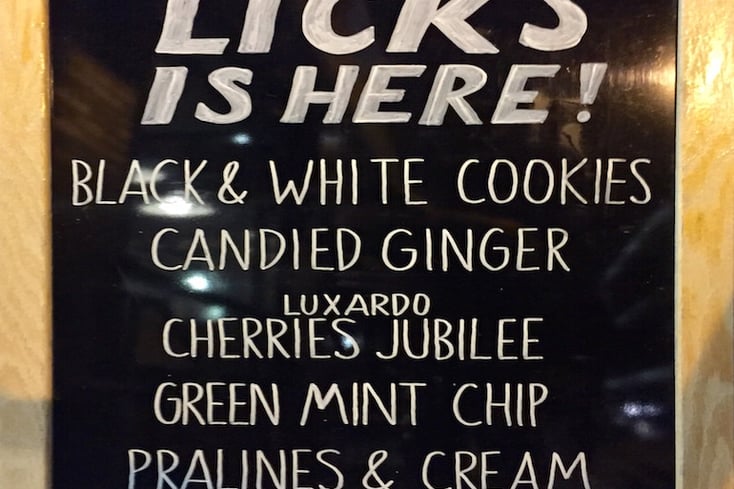 LICKS
IS HERE!
BLACK & WHITE COOKIES
CANDIED GINGER
LUXARDO
CHERRIES JUBILEE
GREEN MINT CHIP
PRALINES & CREAM